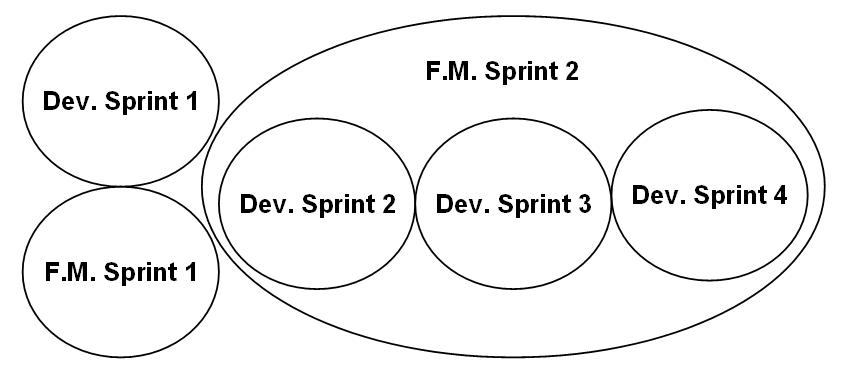 Dev. Sprint 1
F.M. Sprint 1
F.M. Sprint 2
Dev. Sprint 2
Dev. Sprint 3
Dev. Sprint 4